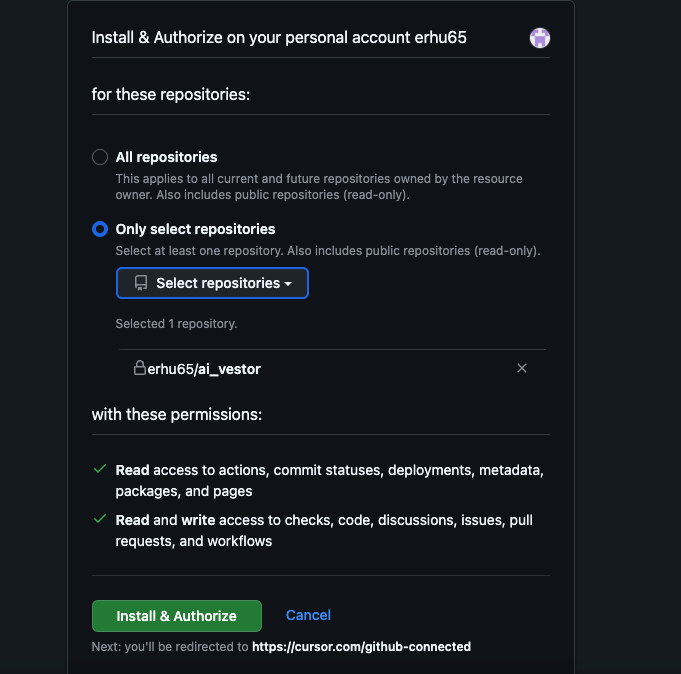 Install & Authorize on your personal account erhu65
for these repositories:
All repositories
This applies to all current and future repositories owned by the resource
owner. Also includes public repositories (read-only).
Only select repositories
Select at least one repository. Also includes public repositories (read-only).
Select repositories
Selected 1 repository.
erhu65/ai_vestor
with these permissions:
Read access to actions, commit statuses, deployments, metadata,
packages, and pages
Read and write access to checks, code, discussions, issues, pull
requests, and workflows
Install & Authorize
Cancel
Next: you'll be redirected to https://cursor.com/github-connected